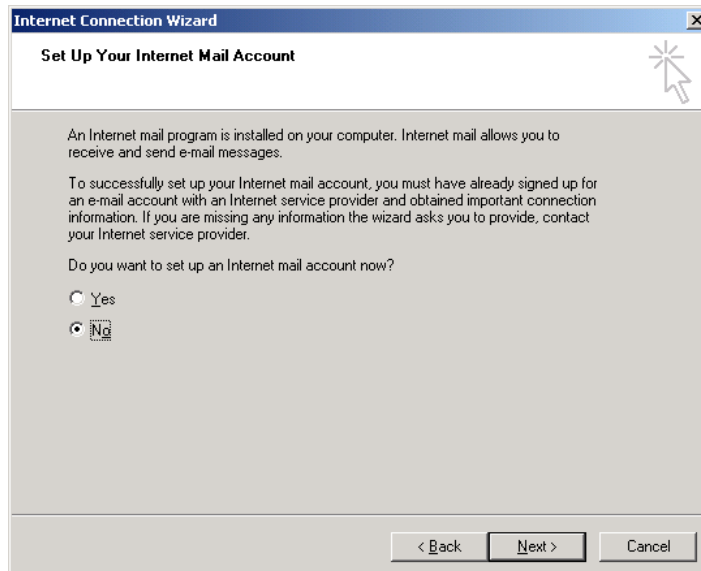 Internet Connection Wizard
Set Up Your Internet Mail Account
An Internet mail program is installed on your computer. Internet mail allows you to
receive and send e-mail messages.
To successfully set up your Internet mail account, you must have already signed up for
an e-mail account with an Internet service provider and obtained important connection
information. If you are missing any information the wizard asks you to provide, contact
your Internet service provider.
Do you want to set up an Internet mail account now?
Yes
No
< Back Next > Cancel